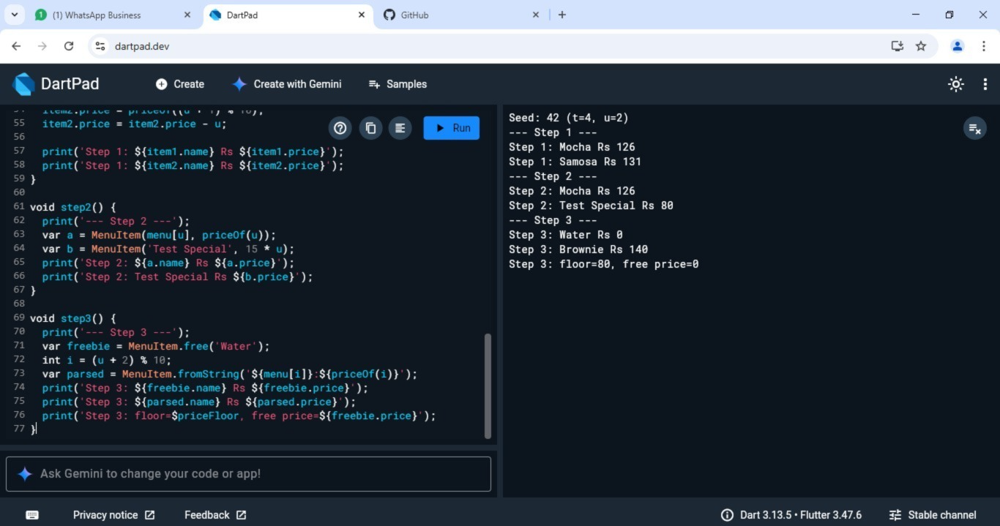 (1) WhatsApp Business
DartPad
GitHub
dartpad.dev
DartPad
Create
Create with Gemini
Samples
55 item2.price = item2.price - u;
Run
56
57 print('Step 1: ${item1.name} Rs ${item1.price}');
58 print('Step 1: ${item2.name} Rs ${item2.price}');
59 }
60
61 void step2() {
62 print('--- Step 2 ---');
63 var a = MenuItem(menu[u], priceOf(u));
64 var b = MenuItem('Test Special', 15 * u);
65 print('Step 2: ${a.name} Rs ${a.price}');
66 print('Step 2: Test Special Rs ${b.price}');
67 }
68
69 void step3() {
70 print('--- Step 3 ---');
71 var freebie = MenuItem.free('Water');
72 int i = (u + 2) % 10;
73 var parsed = MenuItem.fromString('${menu[i]}:${priceOf(i)}');
74 print('Step 3: ${freebie.name} Rs ${freebie.price}');
75 print('Step 3: ${parsed.name} Rs ${parsed.price}');
76 print('Step 3: floor=$priceFloor, free price=${freebie.price}');
77 }
Seed: 42 (t=4, u=2)
--- Step 1 ---
Step 1: Mocha Rs 126
Step 1: Samosa Rs 131
--- Step 2 ---
Step 2: Mocha Rs 126
Step 2: Test Special Rs 80
--- Step 3 ---
Step 3: Water Rs 0
Step 3: Brownie Rs 140
Step 3: floor=80, free price=0
Ask Gemini to change your code or app!
Privacy notice
Feedback
Dart 3.13.5 • Flutter 3.47.6
Stable channel